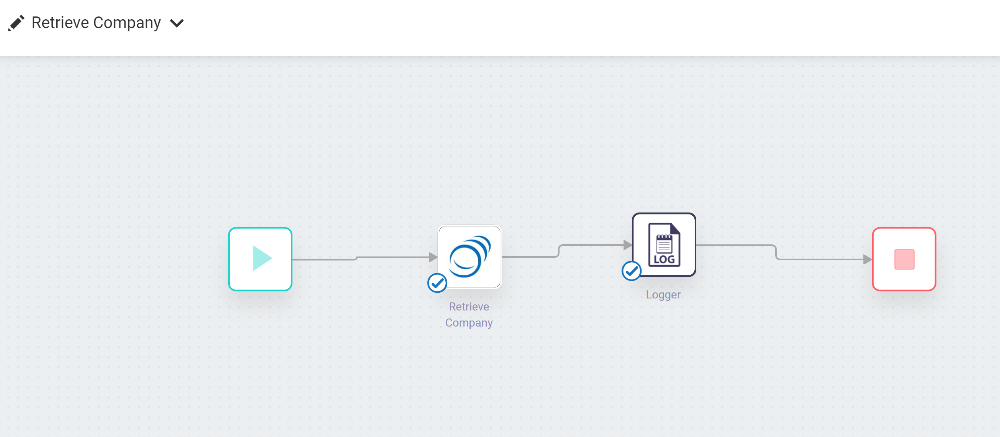 Retrieve Company
LOG
Logger
Retrieve
Company